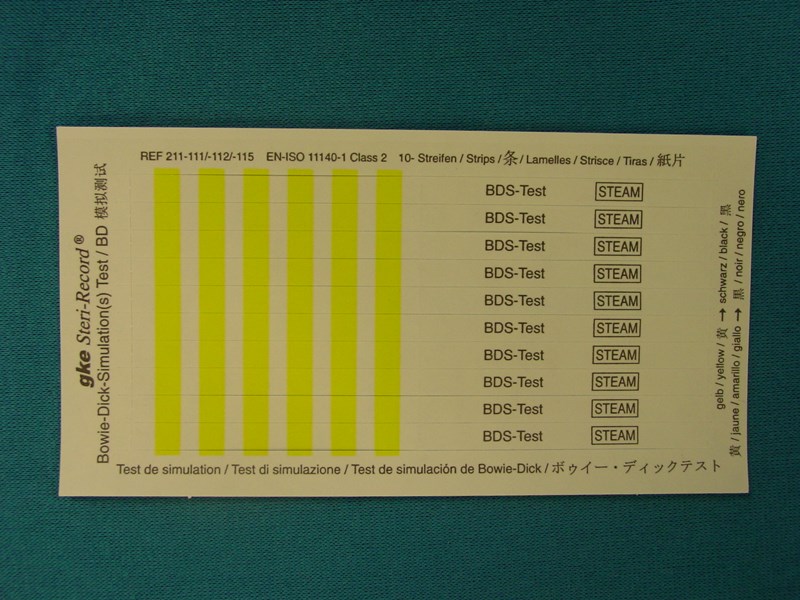 REF 211-111/-112/-115 EN-ISO 11140-1 Class 2 10- Streifen / Strips / 条 / Lamelles / Strisce / Tiras / 紙片
gke Steri-Record®
Bowie-Dick-Simulation(s) Test / BD 模拟测试
BDS-Test STEAM
BDS-Test STEAM
BDS-Test STEAM
BDS-Test STEAM
BDS-Test STEAM
BDS-Test STEAM
BDS-Test STEAM
BDS-Test STEAM
BDS-Test STEAM
BDS-Test STEAM
gelb / yellow / 黄 → schwarz / black / 黑
黄 / jaune / amarillo / giallo → 黒 / noir / negro / nero
Test de simulation / Test di simulazione / Test de simulación de Bowie-Dick / ボゥイー・ディックテスト